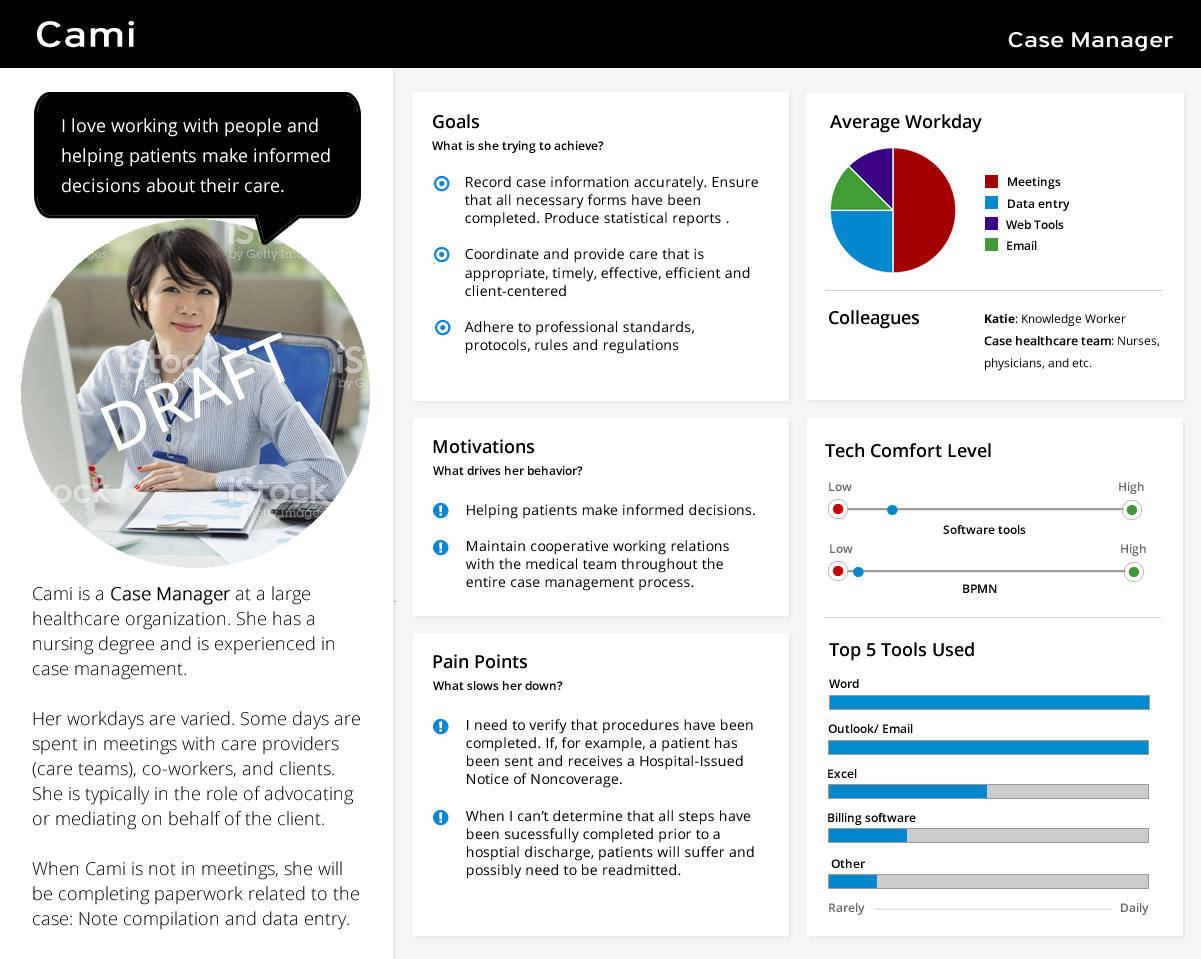 Cami
Case Manager
I love working with people and
helping patients make informed
decisions about their care.
iStock
by Getty Images
DRAFT
iStock
by Getty Images
Cami is a Case Manager at a large
healthcare organization. She has a
nursing degree and is experienced in
case management.
Her workdays are varied. Some days are
spent in meetings with care providers
(care teams), co-workers, and clients.
She is typically in the role of advocating
or mediating on behalf of the client.
When Cami is not in meetings, she will
be completing paperwork related to the
case: Note compilation and data entry.
Goals
What is she trying to achieve?
Record case information accurately. Ensure
that all necessary forms have been
completed. Produce statistical reports .
Coordinate and provide care that is
appropriate, timely, effective, efficient and
client-centered
Adhere to professional standards,
protocols, rules and regulations
Motivations
What drives her behavior?
Helping patients make informed decisions.
Maintain cooperative working relations
with the medical team throughout the
entire case management process.
Pain Points
What slows her down?
I need to verify that procedures have been
completed. If, for example, a patient has
been sent and receives a Hospital-Issued
Notice of Noncoverage.
When I can’t determine that all steps have
been sucessfully completed prior to a
hosptial discharge, patients will suffer and
possibly need to be readmitted.
Average Workday
Meetings
Data entry
Web Tools
Email
Colleagues
Katie: Knowledge Worker
Case healthcare team: Nurses,
physicians, and etc.
Tech Comfort Level
Low High
Software tools
Low High
BPMN
Top 5 Tools Used
Word
Outlook/ Email
Excel
Billing software
Other
Rarely Daily